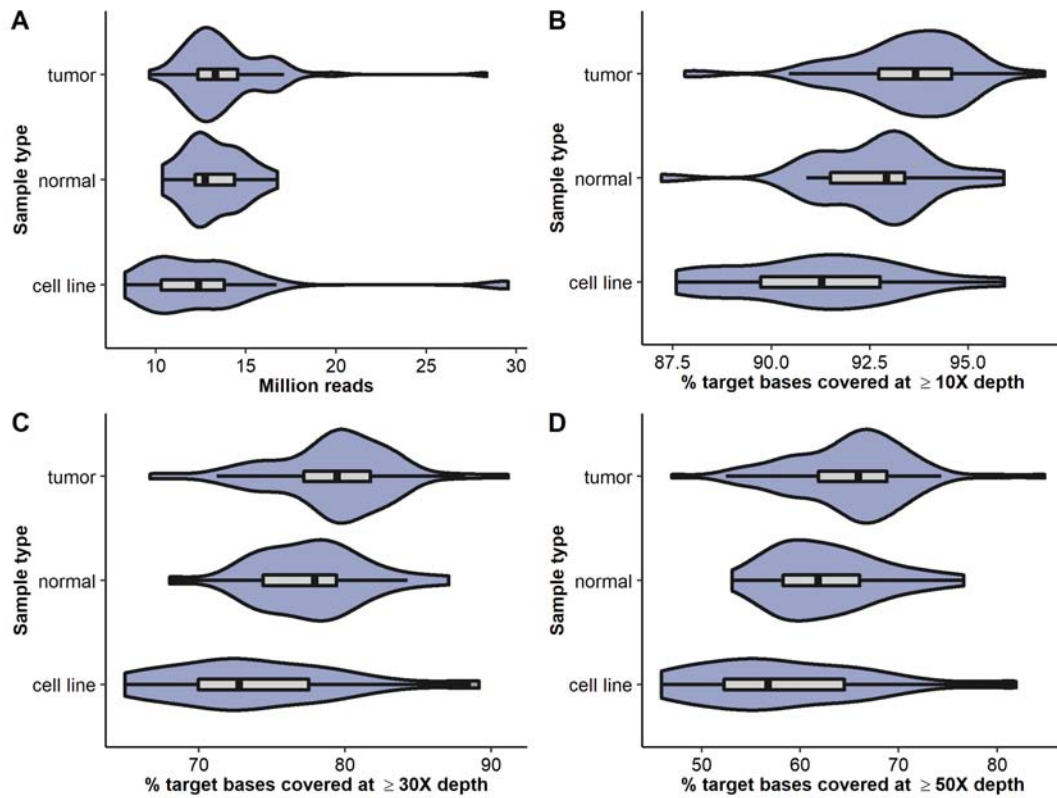 A
Sample type
tumor
normal
cell line
10 15 20 25 30
Million reads
B
Sample type
tumor
normal
cell line
87.5 90.0 92.5 95.0
% target bases covered at ≥ 10X depth
C
Sample type
tumor
normal
cell line
70 80 90
% target bases covered at ≥ 30X depth
D
Sample type
tumor
normal
cell line
50 60 70 80
% target bases covered at ≥ 50X depth